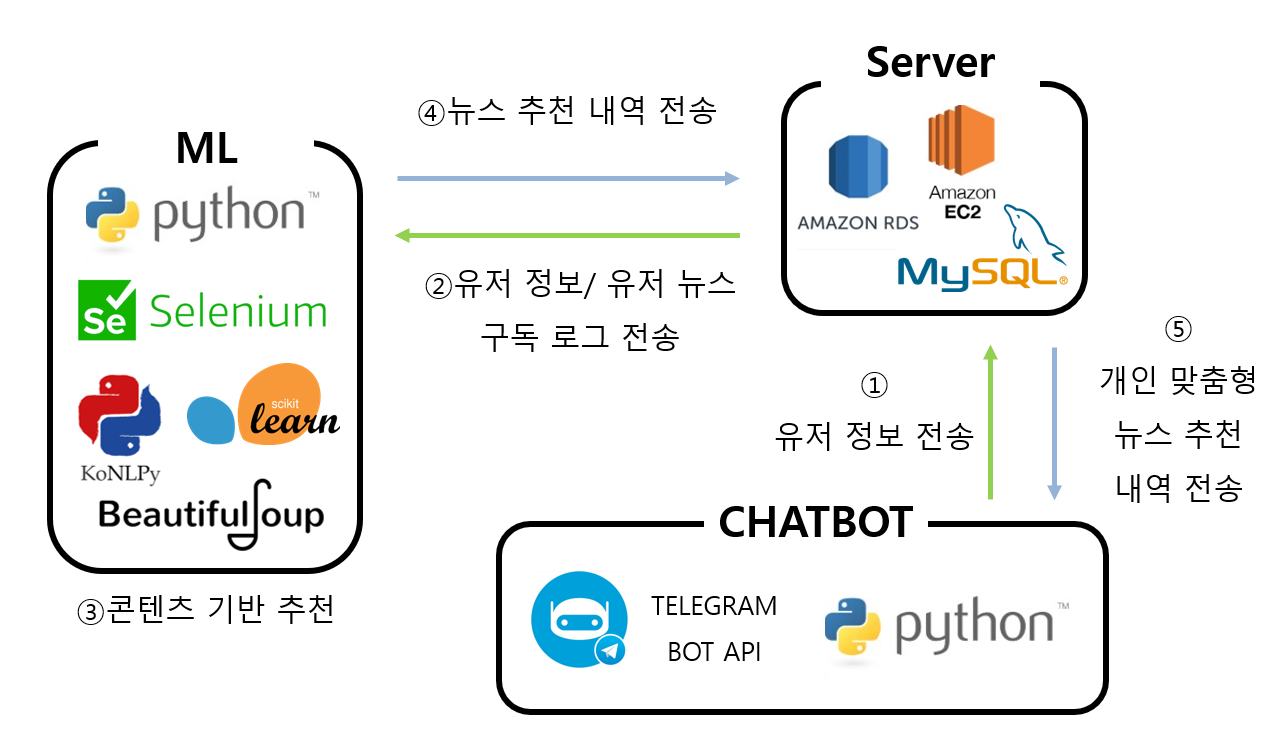 Server
④뉴스 추천 내역 전송
ML
python™
Amazon
EC2
AMAZON RDS
MySQL®
②유저 정보/ 유저 뉴스
구독 로그 전송
Se Selenium
①
유저 정보 전송
⑤
개인 맞춤형
뉴스 추천
내역 전송
scikit
learn
KoNLPy
BeautifulSoup
③콘텐츠 기반 추천
CHATBOT
TELEGRAM
BOT API
python™